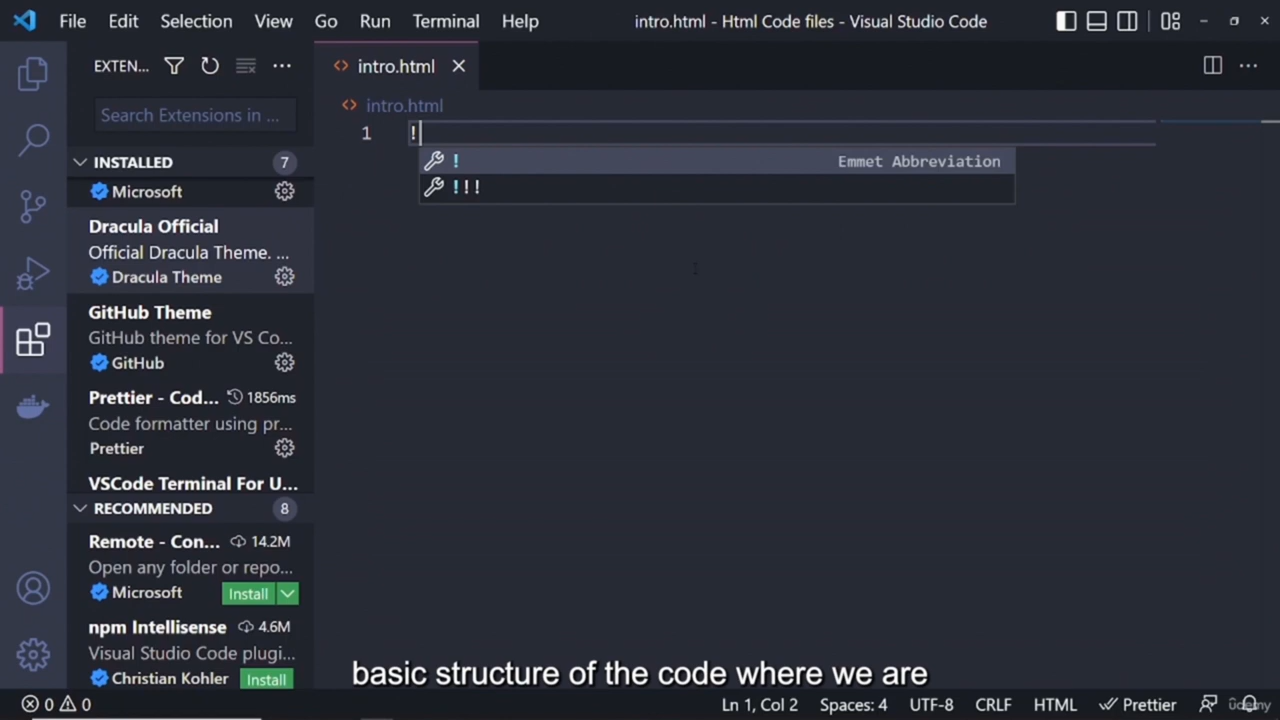 File Edit Selection View Go Run Terminal Help intro.html - Html Code files - Visual Studio Code
EXTEN...
Search Extensions in ...
INSTALLED 7
Microsoft
Dracula Official
Official Dracula Theme. ...
Dracula Theme
GitHub Theme
GitHub theme for VS Co...
GitHub
Prettier - Cod... 1856ms
Code formatter using pr...
Prettier
VSCode Terminal For U...
RECOMMENDED 8
Remote - Con... 14.2M
Open any folder or repo...
Microsoft Install
npm Intellisense 4.6M
Visual Studio Code plugi...
Christian Kohler Install
intro.html
intro.html
1 !
! Emmet Abbreviation
!!!
basic structure of the code where we are
0 0 Ln 1, Col 2 Spaces: 4 UTF-8 CRLF HTML Prettier
udemy